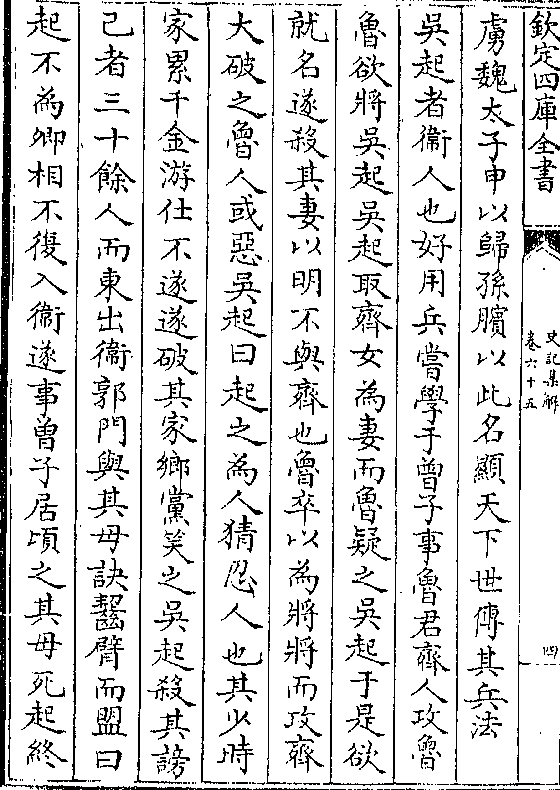 欽定四庫全書
史記集解
卷六十五
四
虜魏太子申以歸孫臏以此名顯天下世傳其兵法
吳起者衞人也好用兵嘗學于曾子事魯君齊人攻魯
魯欲將吳起吳起取齊女為妻而魯疑之吳起于是欲
就名遂殺其妻以明不與齊也魯卒以為將將而攻齊
大破之魯人或惡吳起曰起之為人猜忍人也其少時
家累千金游仕不遂遂破其家鄉黨笑之吳起殺其謗
己者三十餘人而東出衞郭門與其母訣齧臂而盟曰
起不為卿相不復入衞遂事曾子居頃之其母死起終